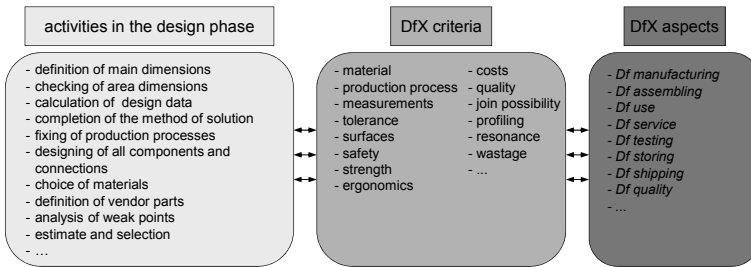 activities in the design phase
- definition of main dimensions
- checking of area dimensions
- calculation of design data
- completion of the method of solution
- fixing of production processes
- designing of all components and
connections
- choice of materials
- definition of vendor parts
- analysis of weak points
- estimate and selection
- ...
DfX criteria
- material
- production process
- measurements
- tolerance
- surfaces
- safety
- strength
- ergonomics
- costs
- quality
- join possibility
- profiling
- resonance
- wastage
- ...
DfX aspects
- Df manufacturing
- Df assembling
- Df use
- Df service
- Df testing
- Df storing
- Df shipping
- Df quality
- ...